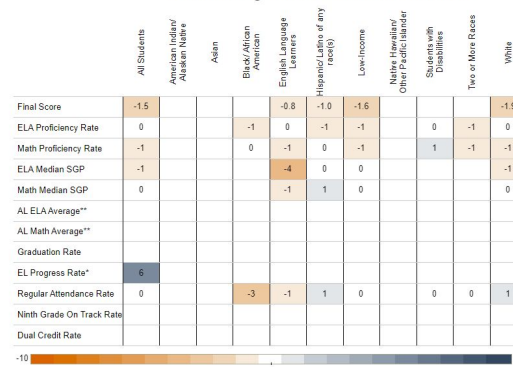 All Students
American Indian/
Alaskan Native
Asian
Black/ African
American
English Language
Learners
Hispanic/ Latino of any
race(s)
Low-Income
Native Hawaiian/
Other Pacific Islander
Students with
Disabilities
Two or More Races
White
Final Score -1.5 -0.8 -1.0 -1.6
ELA Proficiency Rate 0 -1 0 -1 -1 0 -1 0
Math Proficiency Rate -1 0 -1 0 -1 1 -1 -1
ELA Median SGP -1 -4 0 0 -1
Math Median SGP 0 -1 1 0 0
AL ELA Average**
AL Math Average**
Graduation Rate
EL Progress Rate* 6
Regular Attendance Rate 0 -3 -1 1 0 0 0 1
Ninth Grade On Track Rate
Dual Credit Rate
-10